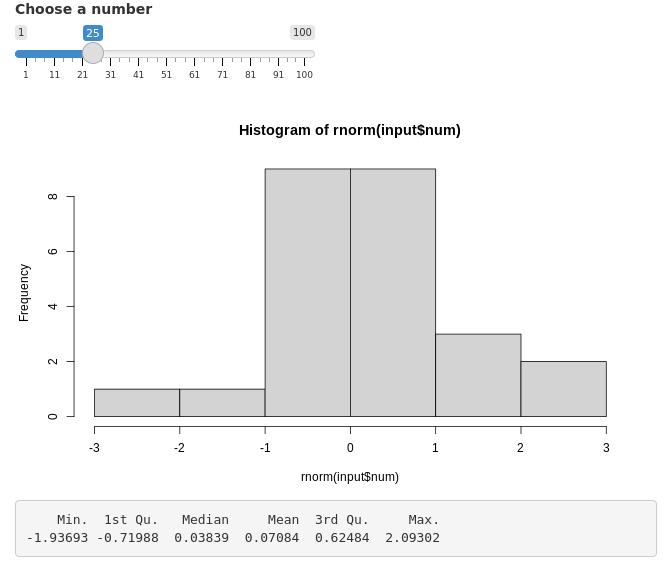 Choose a number
1 25 100
1 11 21 31 41 51 61 71 81 91 100
Histogram of rnorm(input$num)
Frequency
8
6
4
2
0
-3 -2 -1 0 1 2 3
rnorm(input$num)
Min. 1st Qu. Median Mean 3rd Qu. Max.
-1.93693 -0.71988 0.03839 0.07084 0.62484 2.09302